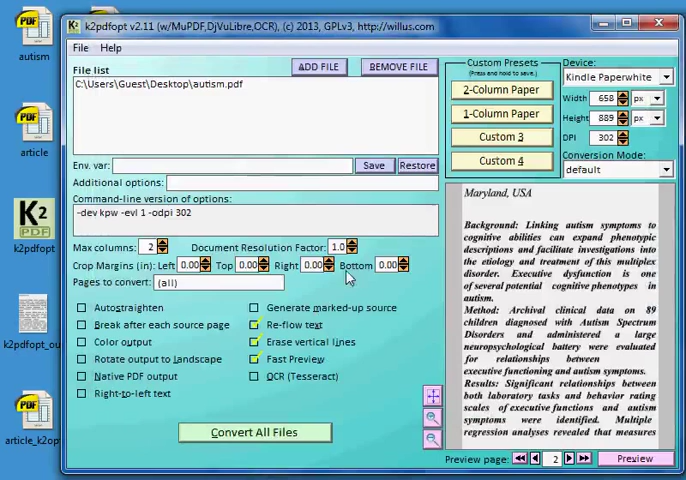 k2pdfopt v2.11 (w/MuPDF,DjVuLibre,OCR), (c) 2013, GPLv3, http://willus.com
File Help
File list
ADD FILE
REMOVE FILE
C:\Users\Guest\Desktop\autism.pdf
Env. var:
Save
Restore
Additional options:
Command-line version of options:
-dev kpw -evl 1 -odpi 302
Max columns: 2 Document Resolution Factor: 1.0
Crop Margins (in): Left 0.00 Top 0.00 Right 0.00 Bottom 0.00
Pages to convert: (all)
Autostraighten
Break after each source page
Color output
Rotate output to landscape
Native PDF output
Right-to-left text
Generate marked-up source
Re-flow text
Erase vertical lines
Fast Preview
OCR (Tesseract)
Convert All Files
Custom Presets
(Press and hold to save.)
2-Column Paper
1-Column Paper
Custom 3
Custom 4
Device:
Kindle Paperwhite
Width 658 px
Height 889 px
DPI 302
Conversion Mode:
default
Maryland, USA
Background: Linking autism symptoms to
cognitive abilities can expand phenotypic
descriptions and facilitate investigations into
the etiology and treatment of this multiplex
disorder. Executive dysfunction is one
of several potential cognitive phenotypes in
autism.
Method: Archival clinical data on 89
children diagnosed with Autism Spectrum
Disorders and administered a large
neuropsychological battery were evaluated
for relationships between
executive functioning and autism symptoms.
Results: Significant relationships between
both laboratory tasks and behavior rating
scales of executive functions and autism
symptoms were identified. Multiple
regression analyses revealed that measures
Preview page: 2
Preview
PDF
autism
PDF
article
K2
PDF
k2pdfopt
k2pdfopt_ou
PDF
article_k2op